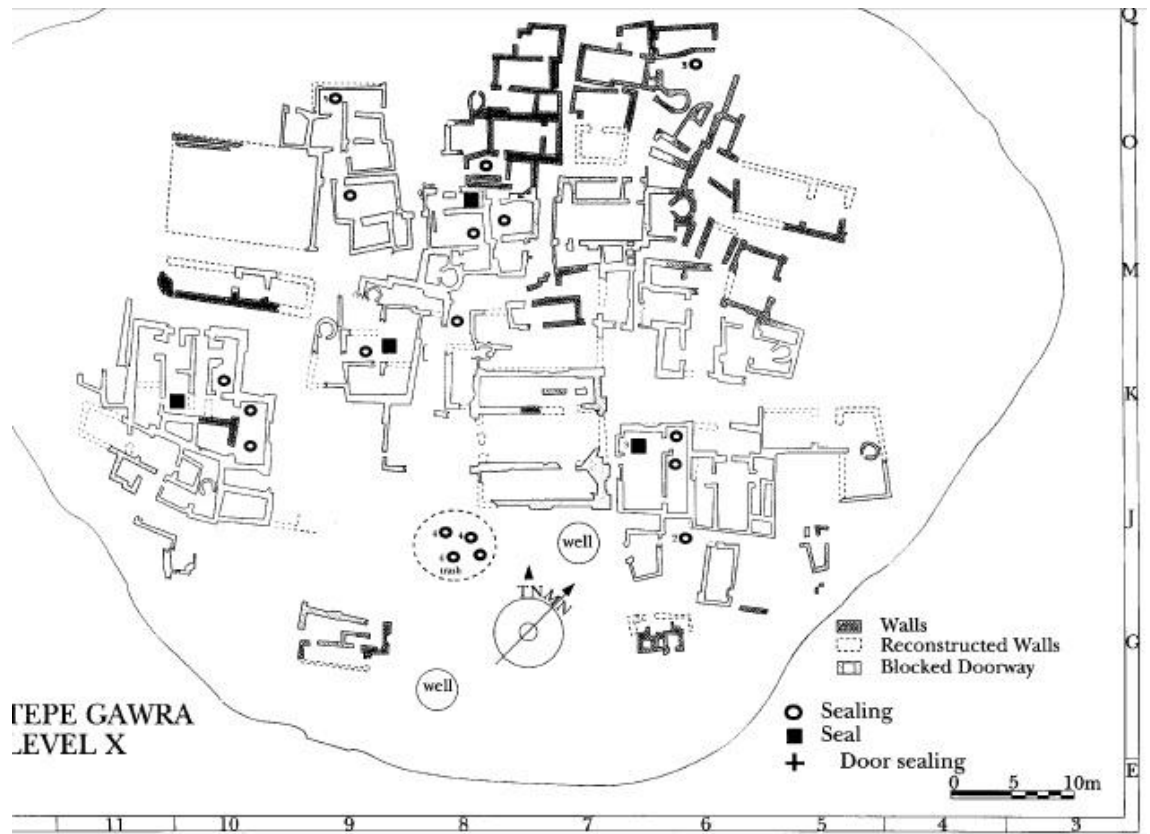 Q
O
M
K
J
well
trash
TN MN
G
Walls
Reconstructed Walls
Blocked Doorway
well
TEPE GAWRA
LEVEL X
Sealing
Seal
Door sealing
E
0 5 10m
11 10 9 8 7 6 5 4 3